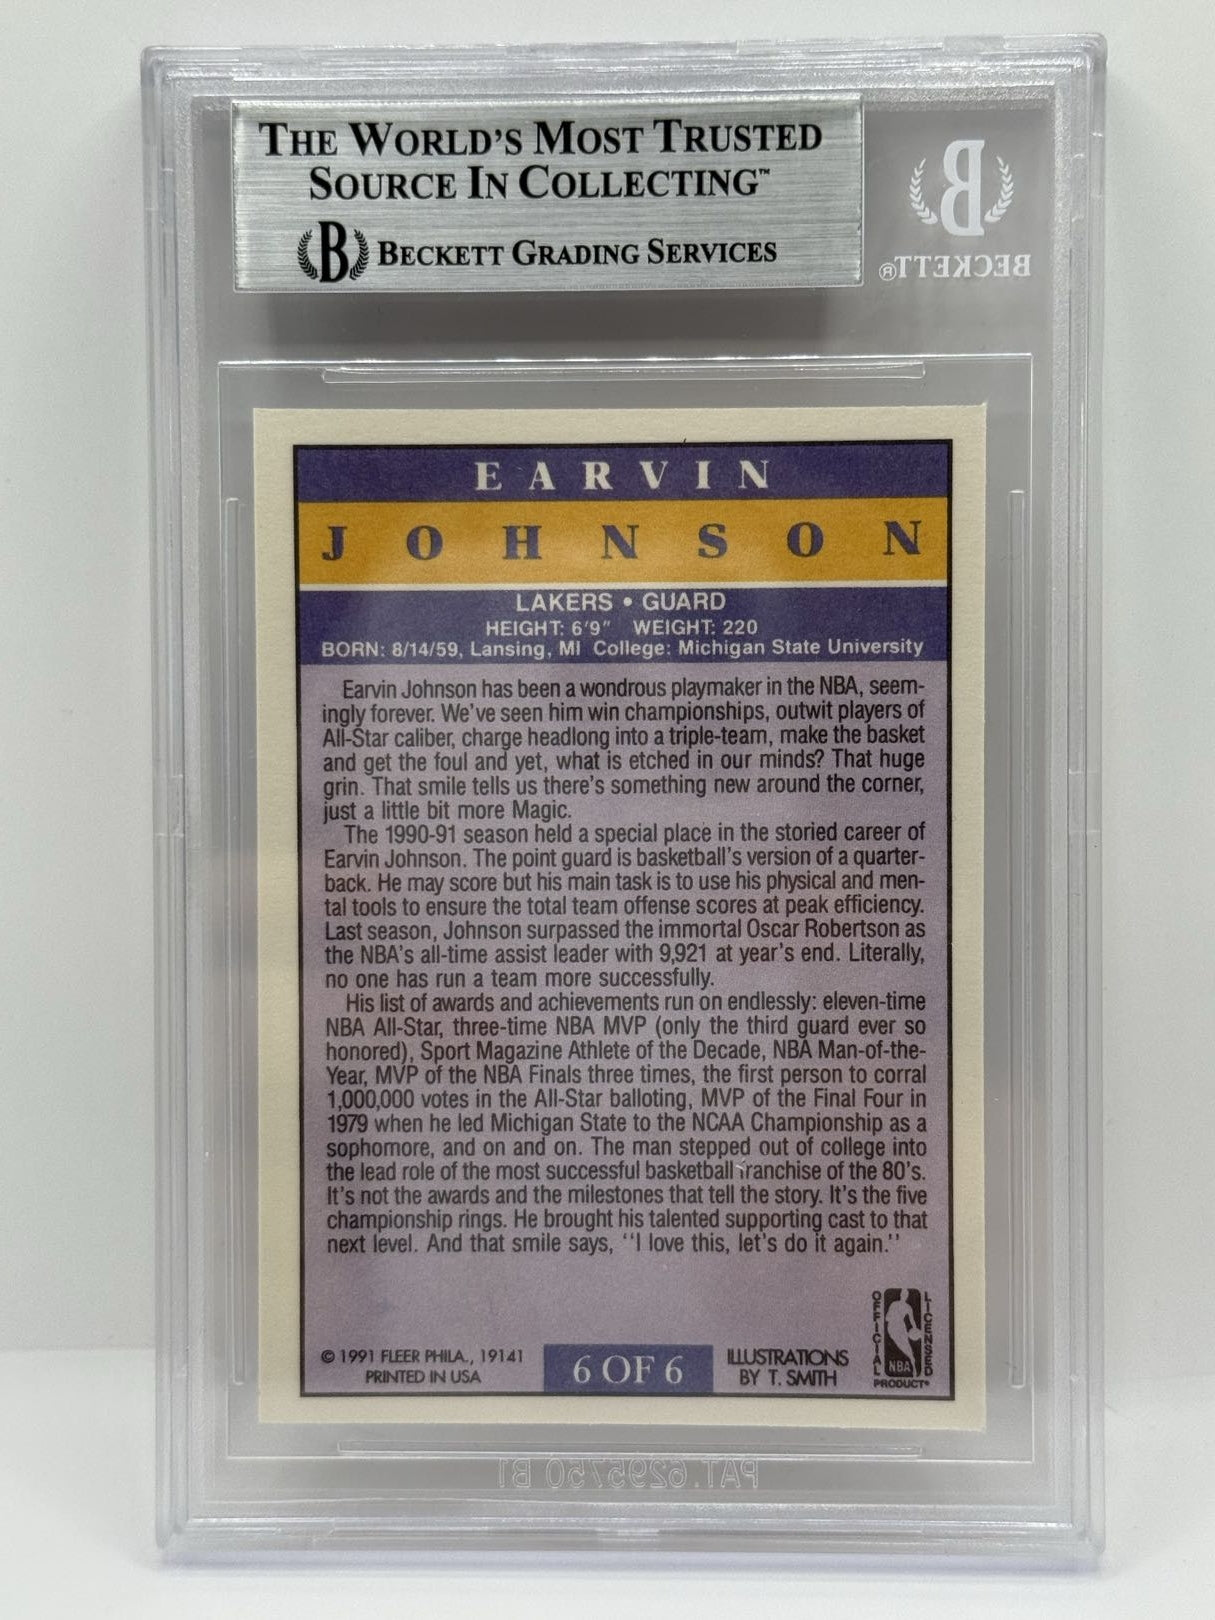 THE WORLD'S MOST TRUSTED
SOURCE IN COLLECTING™
B BECKETT GRADING SERVICES
B
BECKETT®
EARVIN
JOHNSON
LAKERS • GUARD
HEIGHT: 6'9" WEIGHT: 220
BORN: 8/14/59, Lansing, MI College: Michigan State University
Earvin Johnson has been a wondrous playmaker in the NBA, seem-
ingly forever. We've seen him win championships, outwit players of
All-Star caliber, charge headlong into a triple-team, make the basket
and get the foul and yet, what is etched in our minds? That huge
grin. That smile tells us there's something new around the corner,
just a little bit more Magic.
The 1990-91 season held a special place in the storied career of
Earvin Johnson. The point guard is basketball's version of a quarter-
back. He may score but his main task is to use his physical and men-
tal tools to ensure the total team offense scores at peak efficiency.
Last season, Johnson surpassed the immortal Oscar Robertson as
the NBA's all-time assist leader with 9,921 at year's end. Literally,
no one has run a team more successfully.
His list of awards and achievements run on endlessly: eleven-time
NBA All-Star, three-time NBA MVP (only the third guard ever so
honored), Sport Magazine Athlete of the Decade, NBA Man-of-the-
Year, MVP of the NBA Finals three times, the first person to corral
1,000,000 votes in the All-Star balloting, MVP of the Final Four in
1979 when he led Michigan State to the NCAA Championship as a
sophomore, and on and on. The man stepped out of college into
the lead role of the most successful basketball franchise of the 80's.
It's not the awards and the milestones that tell the story. It's the five
championship rings. He brought his talented supporting cast to that
next level. And that smile says, "I love this, let's do it again."
© 1991 FLEER PHILA., 19141
PRINTED IN USA
6 OF 6
ILLUSTRATIONS
BY T. SMITH
OFFICIAL
LICENSED
NBA
PRODUCT®
PAT. 6295750 B1